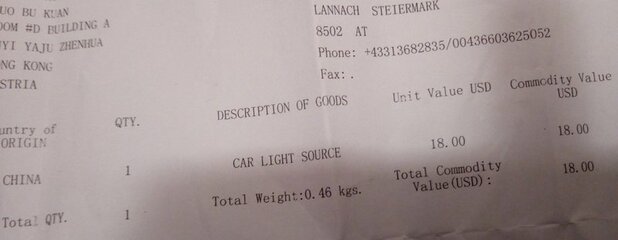 UO BU KUAN
OOM #D BUILDING A
YI YAJU ZHENHUA
NG KONG
STRIA
LANNACH STEIERMARK
8502 AT
Phone: +43313682835/00436603625052
Fax:.
untry of
ORIGIN
QTY.
DESCRIPTION OF GOODS
Unit Value USD
Commodity Value
USD
CHINA
1
CAR LIGHT SOURCE
18.00
18.00
Total QTY.
1
Total Weight:0.46 kgs.
Total Commodity
Value(USD):
18.00